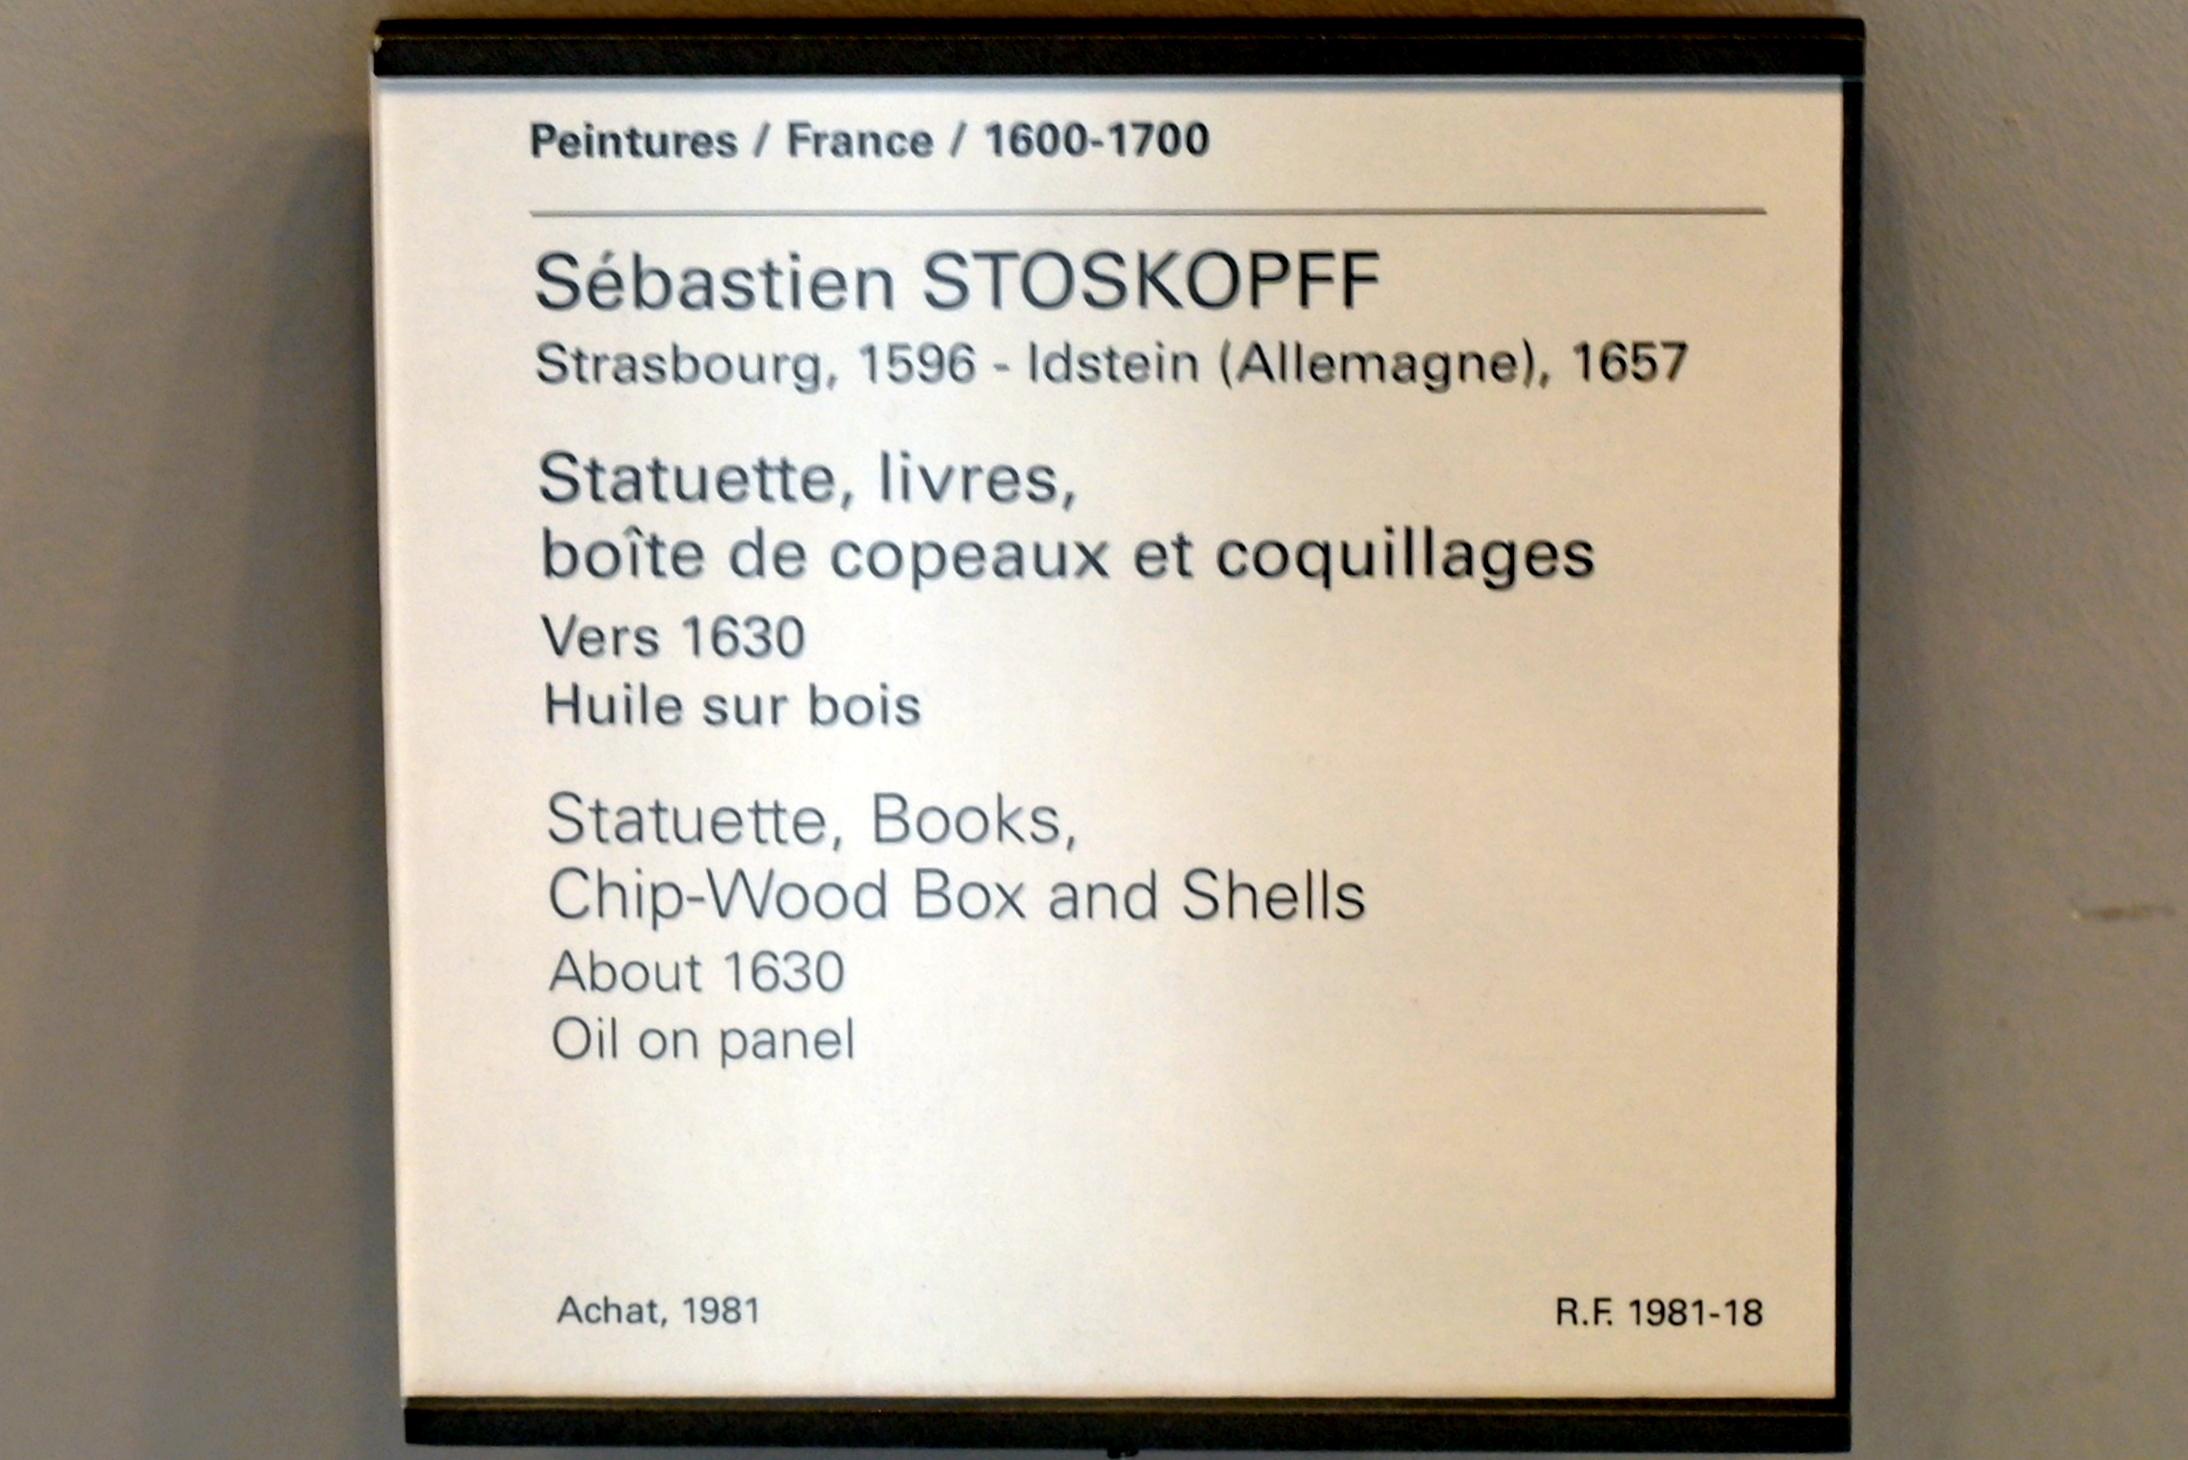 Peintures / France / 1600-1700
Sébastien STOSKOPFF
Strasbourg, 1596 - Idstein (Allemagne), 1657
Statuette, livres,
boîte de copeaux et coquillages
Vers 1630
Huile sur bois
Statuette, Books,
Chip-Wood Box and Shells
About 1630
Oil on panel
Achat, 1981
R.F. 1981-18